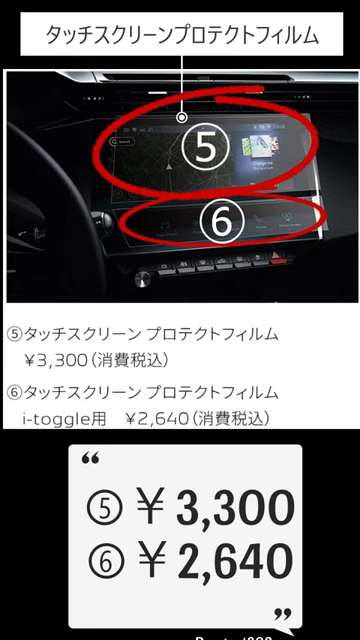 タッチスクリーンプロテクトフィルム
⑤
⑥
⑤タッチスクリーン プロテクトフィルム
¥3,300(消費税込)
⑥タッチスクリーン プロテクトフィルム
i-toggle用 ¥2,640(消費税込)
“
⑤ ¥3,300
⑥ ¥2,640
”